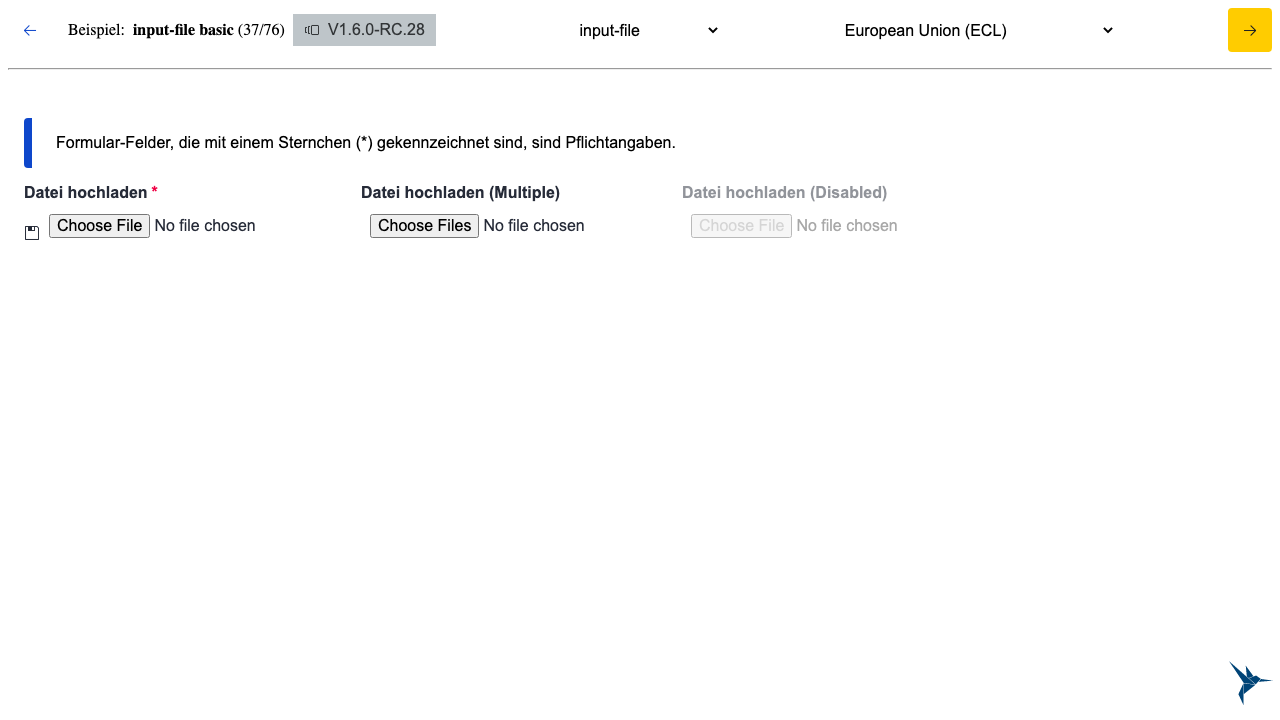 Beispiel: input-file basic (37/76) V1.6.0-RC.28 input-file European Union (ECL)
Formular-Felder, die mit einem Sternchen (*) gekennzeichnet sind, sind Pflichtangaben.
Datei hochladen * Datei hochladen (Multiple) Datei hochladen (Disabled)
Choose File No file chosen Choose Files No file chosen Choose File No file chosen